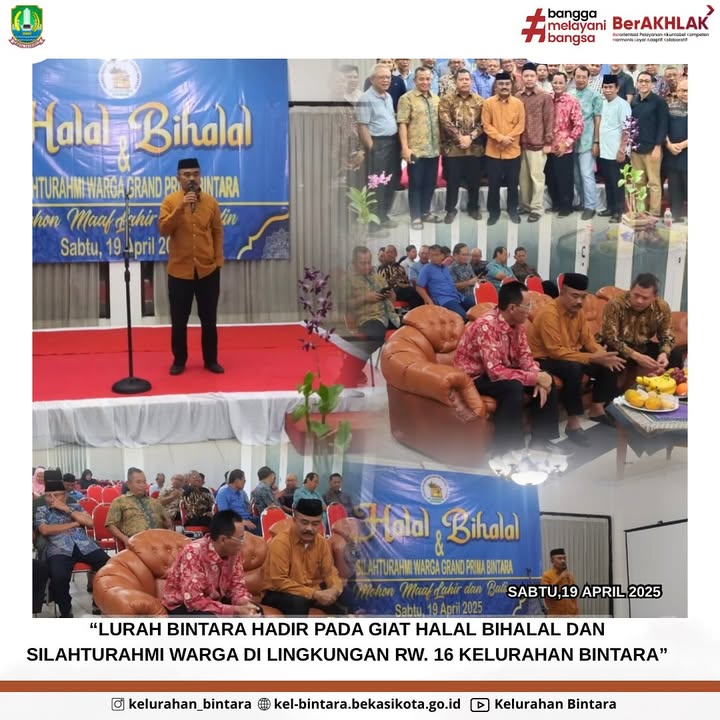 #bangga
melayani
bangsa
BerAKHLAK
Halal Bihalal
&
SILAHTURAHMI WARGA GRAND PRIMA BINTARA
Mohon Maaf Lahir dan Batin
Sabtu, 19 April 2025
Halal Bihalal
&
SILAHTURAHMI WARGA GRAND PRIMA BINTARA
Mohon Maaf Lahir dan Batin
Sabtu, 19 April 2025
SABTU,19 APRIL 2025
“LURAH BINTARA HADIR PADA GIAT HALAL BIHALAL DAN
SILAHTURAHMI WARGA DI LINGKUNGAN RW. 16 KELURAHAN BINTARA”
kelurahan_bintara kel-bintara.bekasikota.go.id Kelurahan Bintara